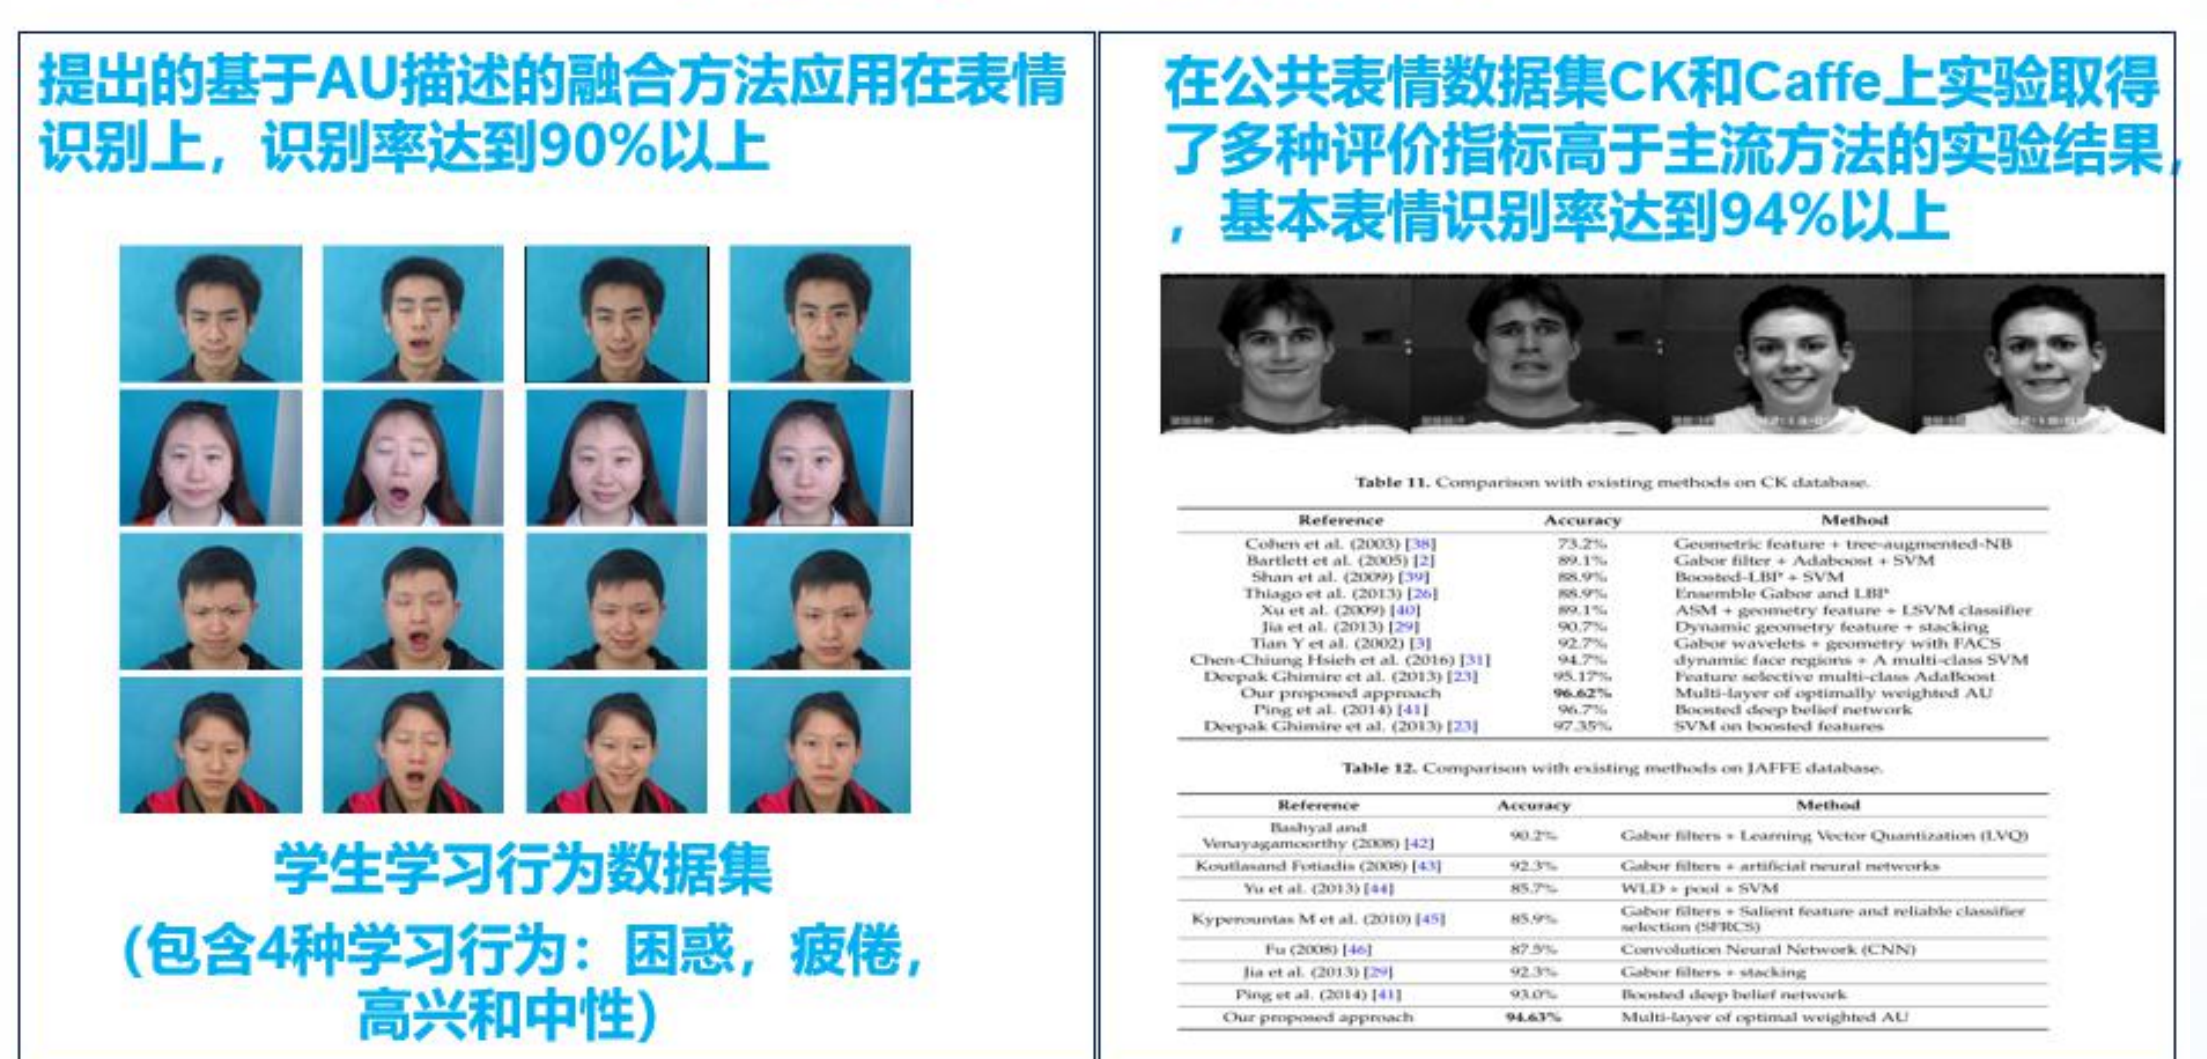 提出的基于AU描述的融合方法应用在表情
识别上，识别率达到90%以上
学生学习行为数据集
(包含4种学习行为：困惑，疲倦，
高兴和中性)
在公共表情数据集CK和Caffe上实验取得
了多种评价指标高于主流方法的实验结果，
，基本表情识别率达到94%以上
Table 11. Comparison with existing methods on CK database.
Reference Accuracy Method
Cohen et al. (2003) [38] 73.2% Geometric feature + tree-augmented-NB
Bartlett et al. (2005) [2] 89.1% Gabor filter + Adaboost + SVM
Shan et al. (2009) [39] 88.9% Boosted-LBP + SVM
Thiago et al. (2013) [26] 88.9% Ensemble Gabor and LBP
Xu et al. (2009) [40] 89.1% ASM + geometry feature + LSVM classifier
Jia et al. (2013) [29] 90.7% Dynamic geometry feature + stacking
Tian Y et al. (2002) [3] 92.7% Gabor wavelets + geometry with FACS
Chen-Chiung Hsieh et al. (2016) [31] 94.7% dynamic face regions + A multi-class SVM
Deepak Ghimire et al. (2013) [23] 95.17% Feature selective multi-class AdaBoost
Our proposed approach 96.62% Multi-layer of optimally weighted AU
Ping et al. (2014) [41] 96.7% Boosted deep belief network
Deepak Ghimire et al. (2013) [23] 97.35% SVM on boosted features
Table 12. Comparison with existing methods on JAFFE database.
Reference Accuracy Method
Bashyal and
Venayagamoorthy (2008) [42] 90.2% Gabor filters + Learning Vector Quantization (LVQ)
Koutlasand Fotiadis (2008) [43] 92.3% Gabor filters + artificial neural networks
Yu et al. (2013) [44] 85.7% WLD + pool + SVM
Kyperountas M et al. (2010) [45] 85.9% Gabor filters + Salient feature and reliable classifier
selection (SFRCS)
Fu (2008) [46] 87.5% Convolution Neural Network (CNN)
Jia et al. (2013) [29] 92.3% Gabor filters + stacking
Ping et al. (2014) [41] 93.0% Boosted deep belief network
Our proposed approach 94.63% Multi-layer of optimal weighted AU